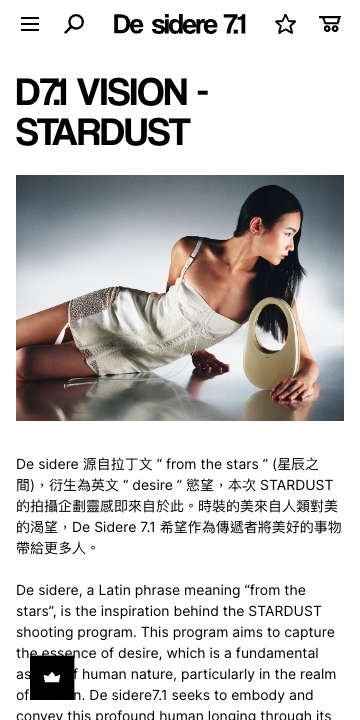 De sidere 7.1
D7.1 VISION -
STARDUST
De sidere 源自拉丁文 “ from the stars ” (星辰之
間)，衍生為英文 “ desire ” 慾望，本次 STARDUST
的拍攝企劃靈感即來自於此。時裝的美來自人類對美
的渴望，De Sidere 7.1 希望作為傳遞者將美好的事物
帶給更多人。
De sidere, a Latin phrase meaning “from the
stars”, is the inspiration behind the STARDUST
shooting program. This program aims to capture
the essence of desire, which is a fundamental
of human nature, particularly in the realm
De sidere7.1 seeks to embody and
convey this profound human longing through its